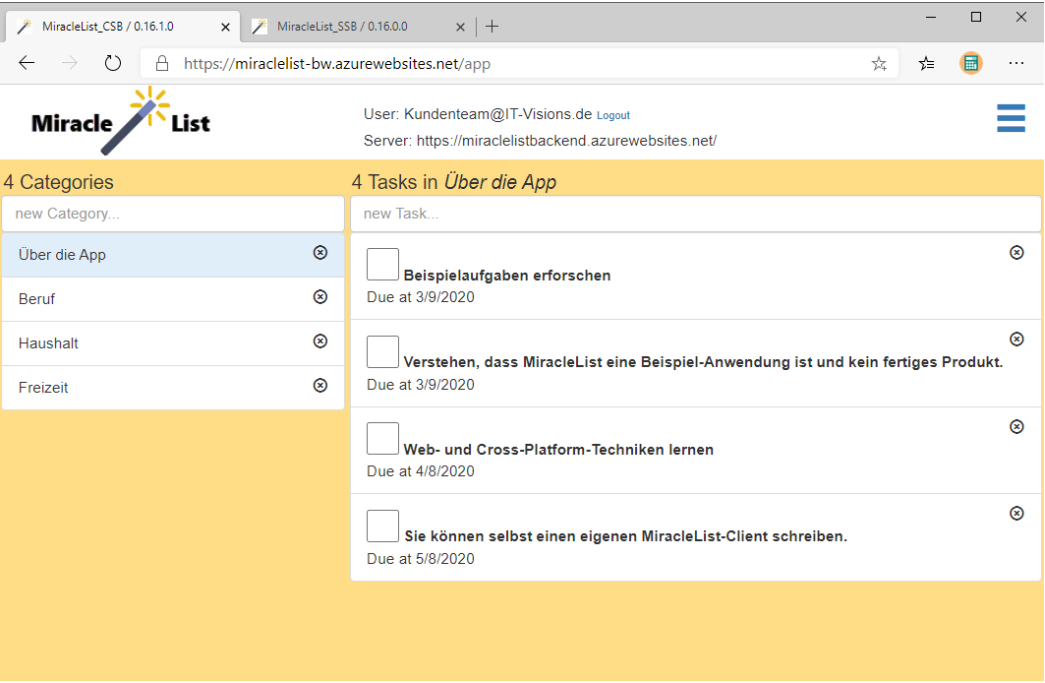 MiracleList_CSB / 0.16.1.0
MiracleList_SSB / 0.16.0.0
https://miraclelist-bw.azurewebsites.net/app
Miracle List
User: Kundenteam@IT-Visions.de Logout
Server: https://miraclelistbackend.azurewebsites.net/
4 Categories
new Category...
Über die App
Beruf
Haushalt
Freizeit
4 Tasks in Über die App
new Task...
Beispielaufgaben erforschen
Due at 3/9/2020
Verstehen, dass MiracleList eine Beispiel-Anwendung ist und kein fertiges Produkt.
Due at 3/9/2020
Web- und Cross-Platform-Techniken lernen
Due at 4/8/2020
Sie können selbst einen eigenen MiracleList-Client schreiben.
Due at 5/8/2020